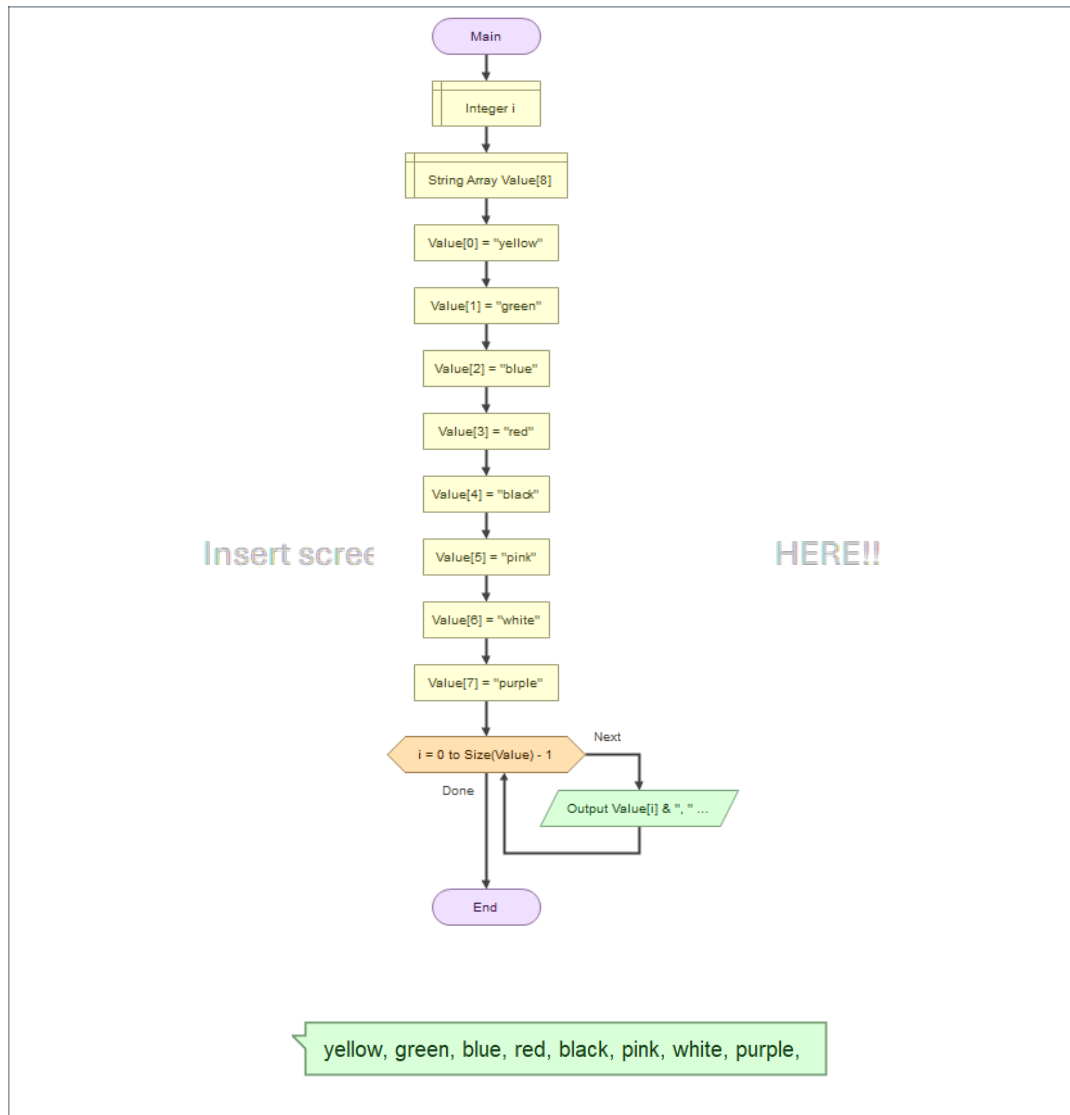 Main
Integer i
String Array Value[8]
Value[0] = "yellow"
Value[1] = "green"
Value[2] = "blue"
Value[3] = "red"
Value[4] = "black"
Insert scree
Value[5] = "pink"
HERE!!
Value[6] = "white"
Value[7] = "purple"
Next
i = 0 to Size(Value) - 1
Done
Output Value[i] & ", " ...
End
yellow, green, blue, red, black, pink, white, purple,